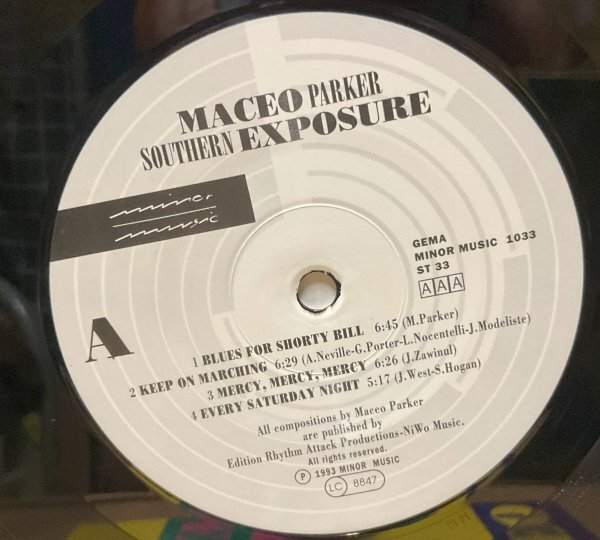 MACEO PARKER
SOUTHERN EXPOSURE
minor
music
GEMA
MINOR MUSIC 1033
ST 33
AAA
A
1 BLUES FOR SHORTY BILL 6:45 (M.Parker)
2 KEEP ON MARCHING 6:29 (A.Neville-G.Porter-L.Nocentelli-J.Modeliste)
3 MERCY, MERCY, MERCY 6:26 (J.Zawinul)
4 EVERY SATURDAY NIGHT 5:17 (J.West-S.Hogan)
All compositions by Maceo Parker
are published by
Edition Rhythm Attack Productions-NiWo Music.
All rights reserved.
℗ 1993 MINOR MUSIC
LC 8847